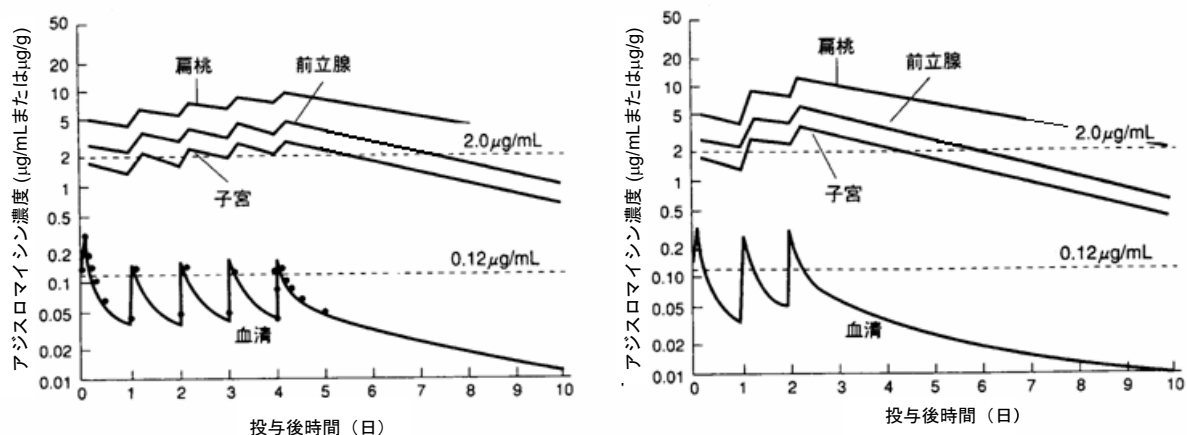 アジスロマイシン濃度 (μg/mLまたはμg/g)
50
20
10
5
2
1
0.5
0.2
0.1
0.05
0.02
0.01
扁桃
前立腺
2.0μg/mL
子宮
0.12μg/mL
血清
0 1 2 3 4 5 6 7 8 9 10
投与後時間（日）
アジスロマイシン濃度 (μg/mLまたはμg/g)
50
20
10
5
2
1
0.5
0.2
0.10
0.05
0.02
0.01
扁桃
前立腺
2.0μg/mL
子宮
0.12μg/mL
血清
0 1 2 3 4 5 6 7 8 9 10
投与後時間（日）